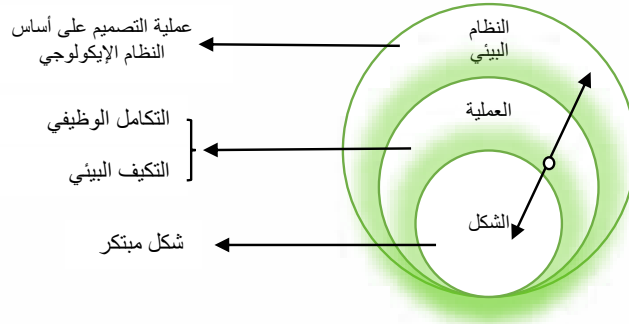 عملية التصميم على أساس
النظام الإيكولوجي
النظام
البيئي
العملية
التكامل الوظيفي
التكيف البيئي
الشكل
شكل مبتكر